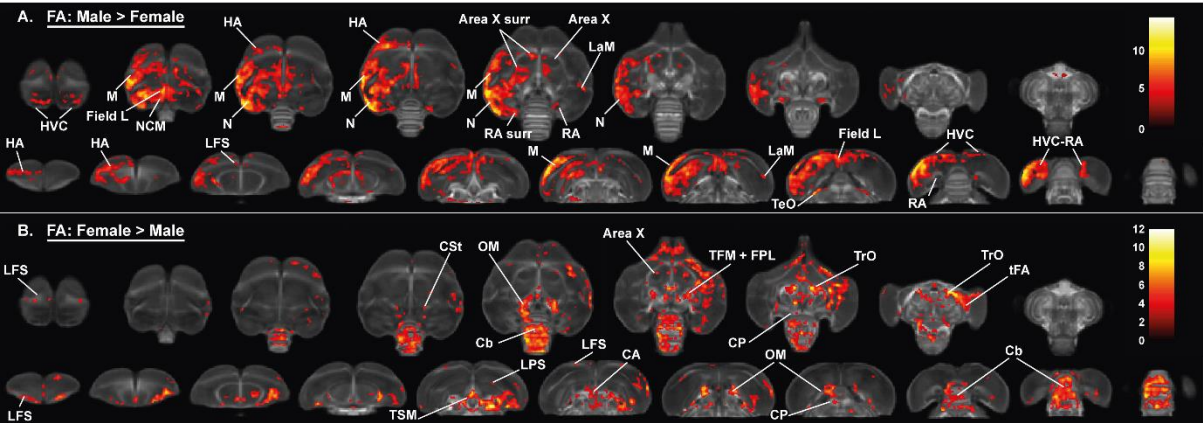 A. FA: Male > Female
HA
HA
Area X surr
Area X
LaM
M
M
M
M
HVC
Field L
NCM
N
N
RA surr
RA
N
10
5
0
HA
HA
LFS
M
M
LaM
Field L
HVC
HVC-RA
TeO
RA
B. FA: Female > Male
LFS
CSt
OM
Area X
TFM + FPL
TrO
TrO
tFA
Cb
CP
12
10
8
6
4
2
0
LFS
TSM
LPS
LFS
CA
OM
CP
Cb